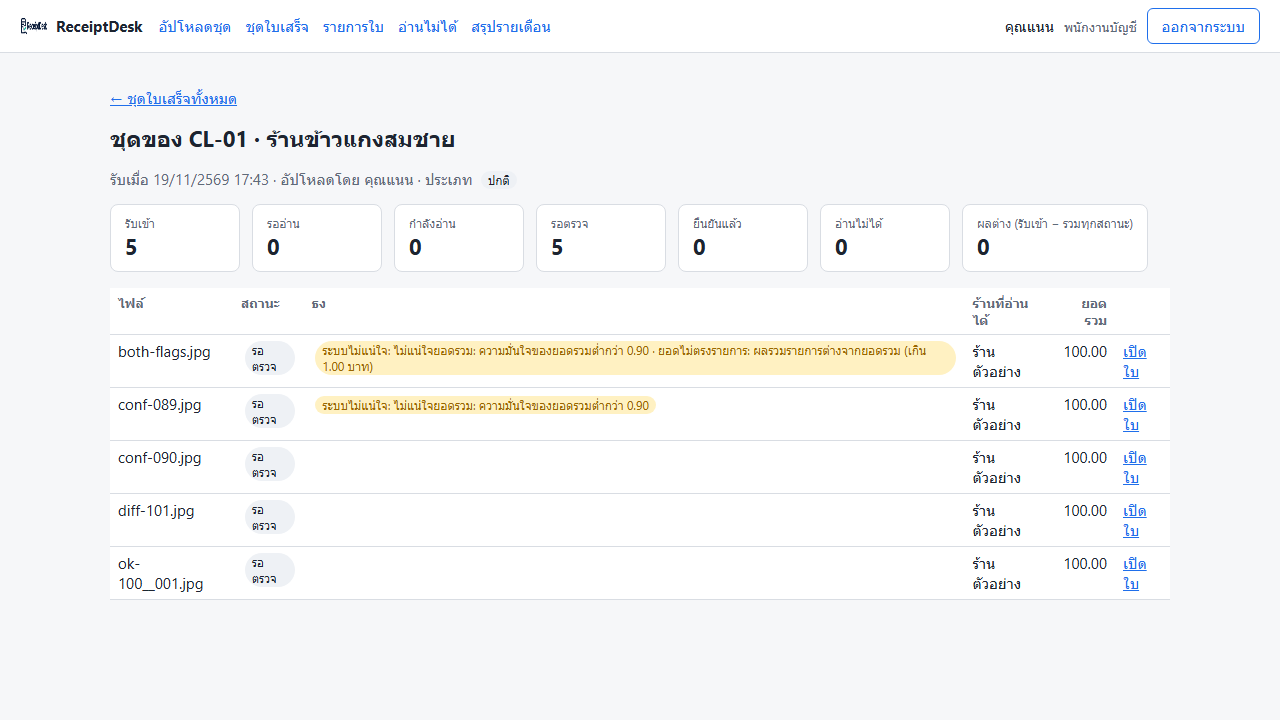 ReceiptDesk อัปโหลดชุด ชุดใบเสร็จ รายการใบ อ่านไม่ได้ สรุปรายเดือน คุณแนน พนักงานบัญชี ออกจากระบบ
← ชุดใบเสร็จทั้งหมด
ชุดของ CL-01 · ร้านข้าวแกงสมชาย
รับเมื่อ 19/11/2569 17:43 · อัปโหลดโดย คุณแนน · ประเภท ปกติ
รับเข้า รออ่าน กำลังอ่าน รอตรวจ ยืนยันแล้ว อ่านไม่ได้ ผลต่าง (รับเข้า − รวมทุกสถานะ)
5 0 0 5 0 0 0
ไฟล์ สถานะ ธง ร้านที่อ่าน ยอด
ได้ รวม
both-flags.jpg รอ ระบบไม่แน่ใจ: ไม่แน่ใจยอดรวม: ความมั่นใจของยอดรวมต่ำกว่า 0.90 · ยอดไม่ตรงรายการ: ผลรวมรายการต่างจากยอดรวม (เกิน ร้าน 100.00 เปิด
ตรวจ 1.00 บาท) ตัวอย่าง ใบ
conf-089.jpg รอ ระบบไม่แน่ใจ: ไม่แน่ใจยอดรวม: ความมั่นใจของยอดรวมต่ำกว่า 0.90 ร้าน 100.00 เปิด
ตรวจ ตัวอย่าง ใบ
conf-090.jpg รอ ร้าน 100.00 เปิด
ตรวจ ตัวอย่าง ใบ
diff-101.jpg รอ ร้าน 100.00 เปิด
ตรวจ ตัวอย่าง ใบ
ok- รอ ร้าน 100.00 เปิด
100__001.jpg ตรวจ ตัวอย่าง ใบ